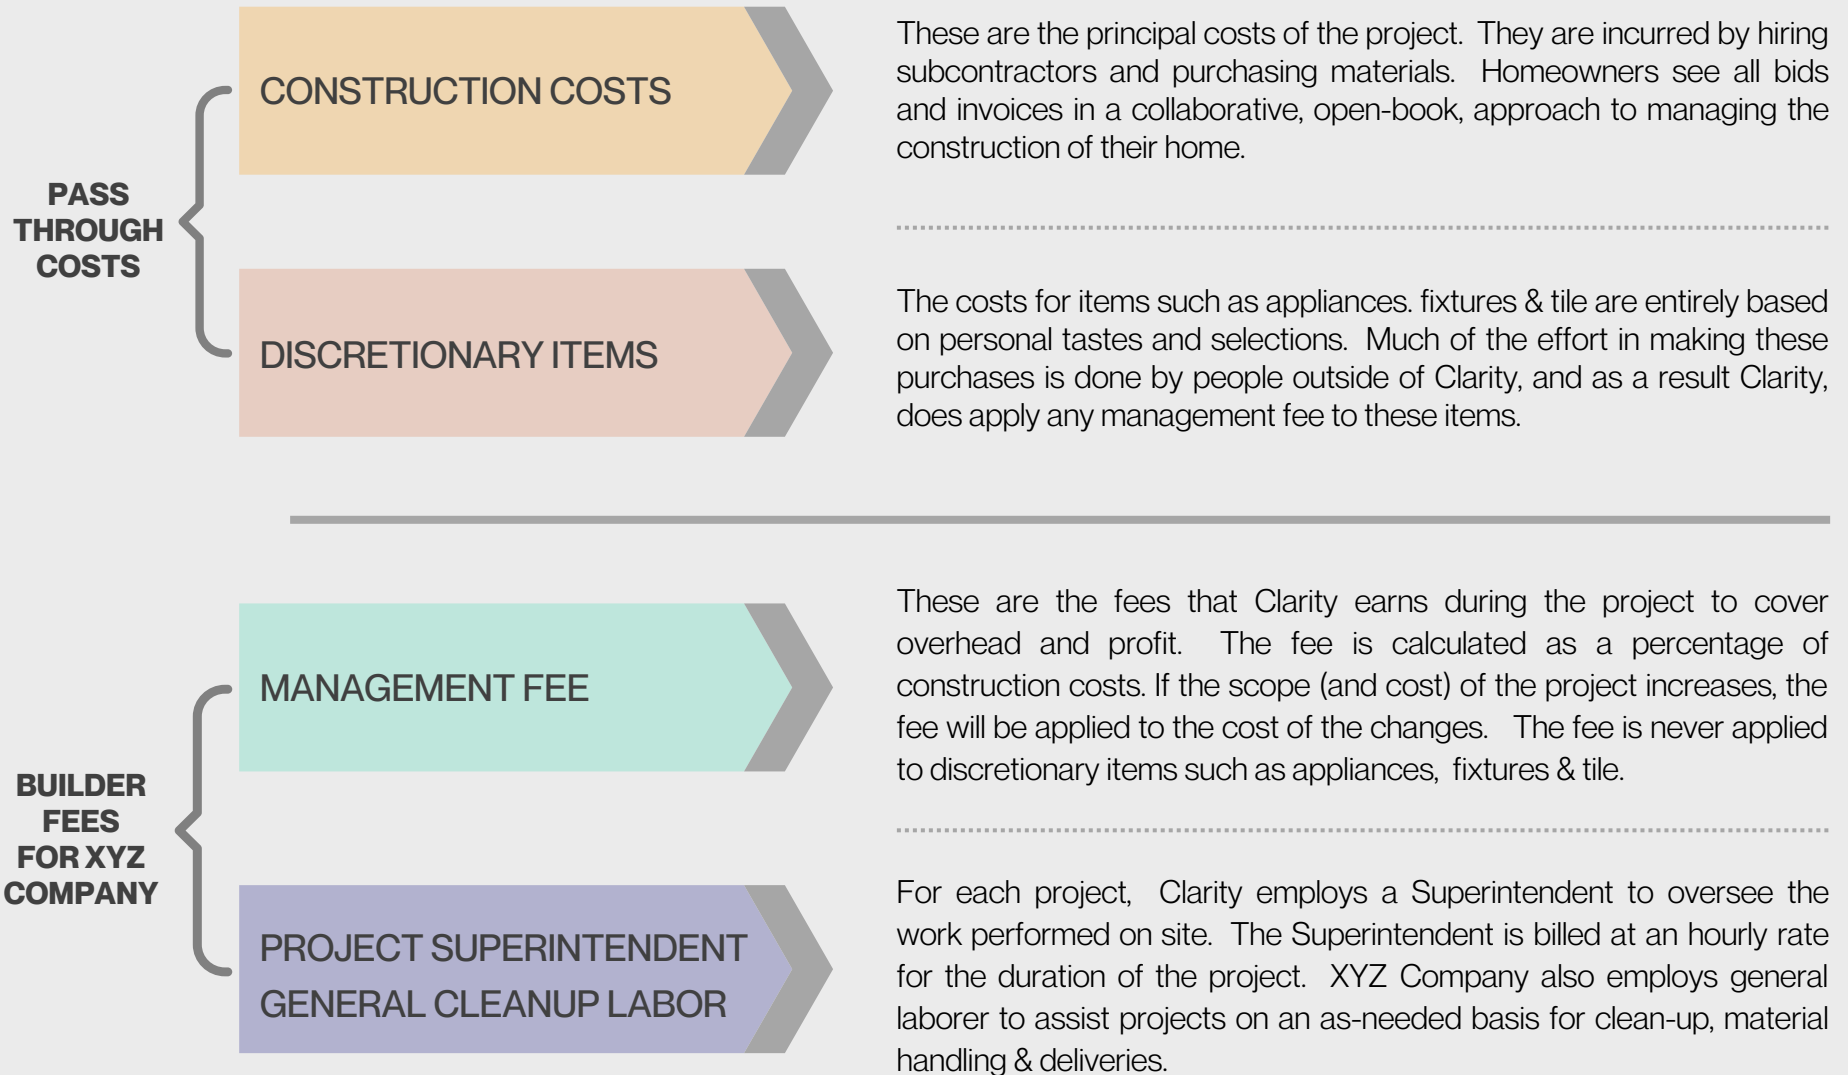 PASS
THROUGH
COSTS
CONSTRUCTION COSTS
These are the principal costs of the project. They are incurred by hiring
subcontractors and purchasing materials. Homeowners see all bids
and invoices in a collaborative, open-book, approach to managing the
construction of their home.
DISCRETIONARY ITEMS
The costs for items such as appliances. fixtures & tile are entirely based
on personal tastes and selections. Much of the effort in making these
purchases is done by people outside of Clarity, and as a result Clarity,
does apply any management fee to these items.
BUILDER
FEES
FOR XYZ
COMPANY
MANAGEMENT FEE
These are the fees that Clarity earns during the project to cover
overhead and profit. The fee is calculated as a percentage of
construction costs. If the scope (and cost) of the project increases, the
fee will be applied to the cost of the changes. The fee is never applied
to discretionary items such as appliances, fixtures & tile.
PROJECT SUPERINTENDENT
GENERAL CLEANUP LABOR
For each project, Clarity employs a Superintendent to oversee the
work performed on site. The Superintendent is billed at an hourly rate
for the duration of the project. XYZ Company also employs general
laborer to assist projects on an as-needed basis for clean-up, material
handling & deliveries.